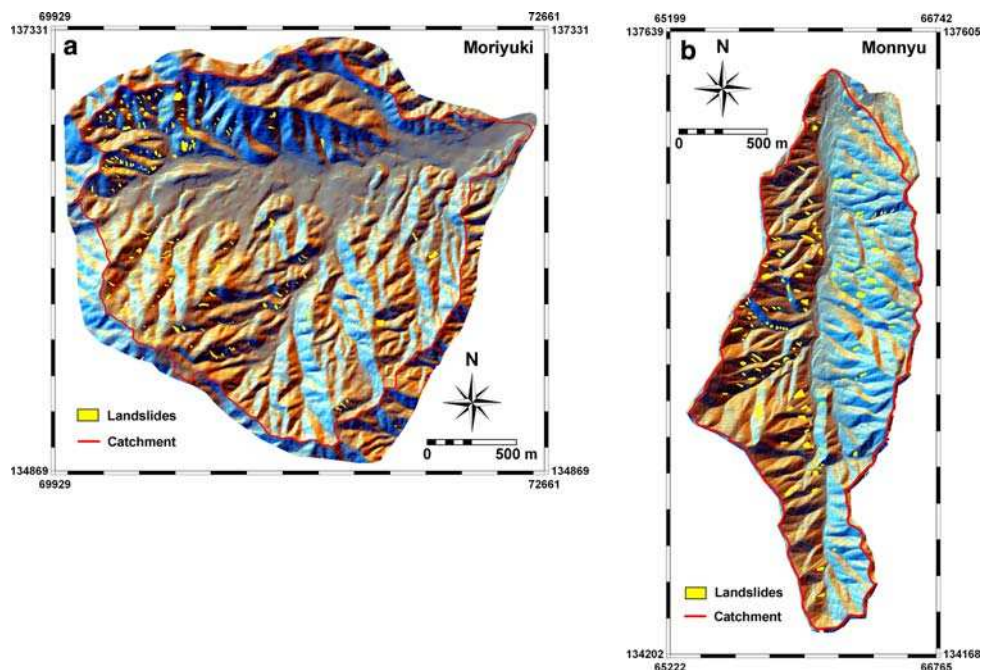 69929 72661
137331 137331
a Moriyuki
N
0 500 m
Landslides
Catchment
134869 134869
69929 72661
65199 66742
137639 137605
b Monnyu
N
0 500 m
Landslides
Catchment
134202 134168
65222 66765